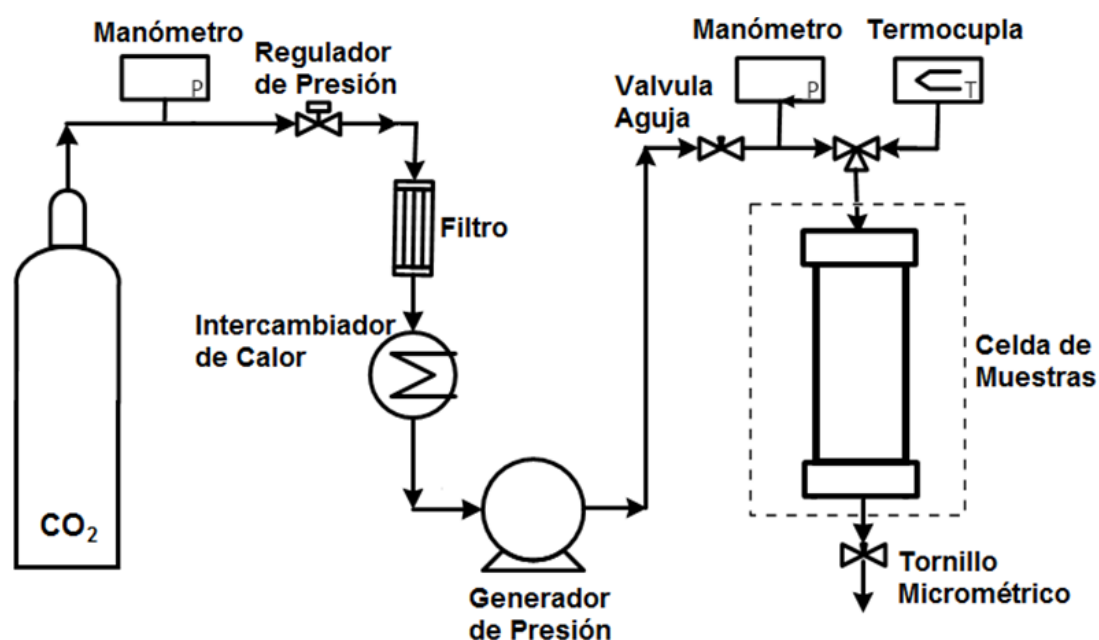 Manómetro
P
Regulador
de Presión
Filtro
Intercambiador
de Calor
CO₂
Generador
de Presión
Valvula
Aguja
Manómetro
P
Termocupla
T
Celda de
Muestras
Tornillo
Micrométrico